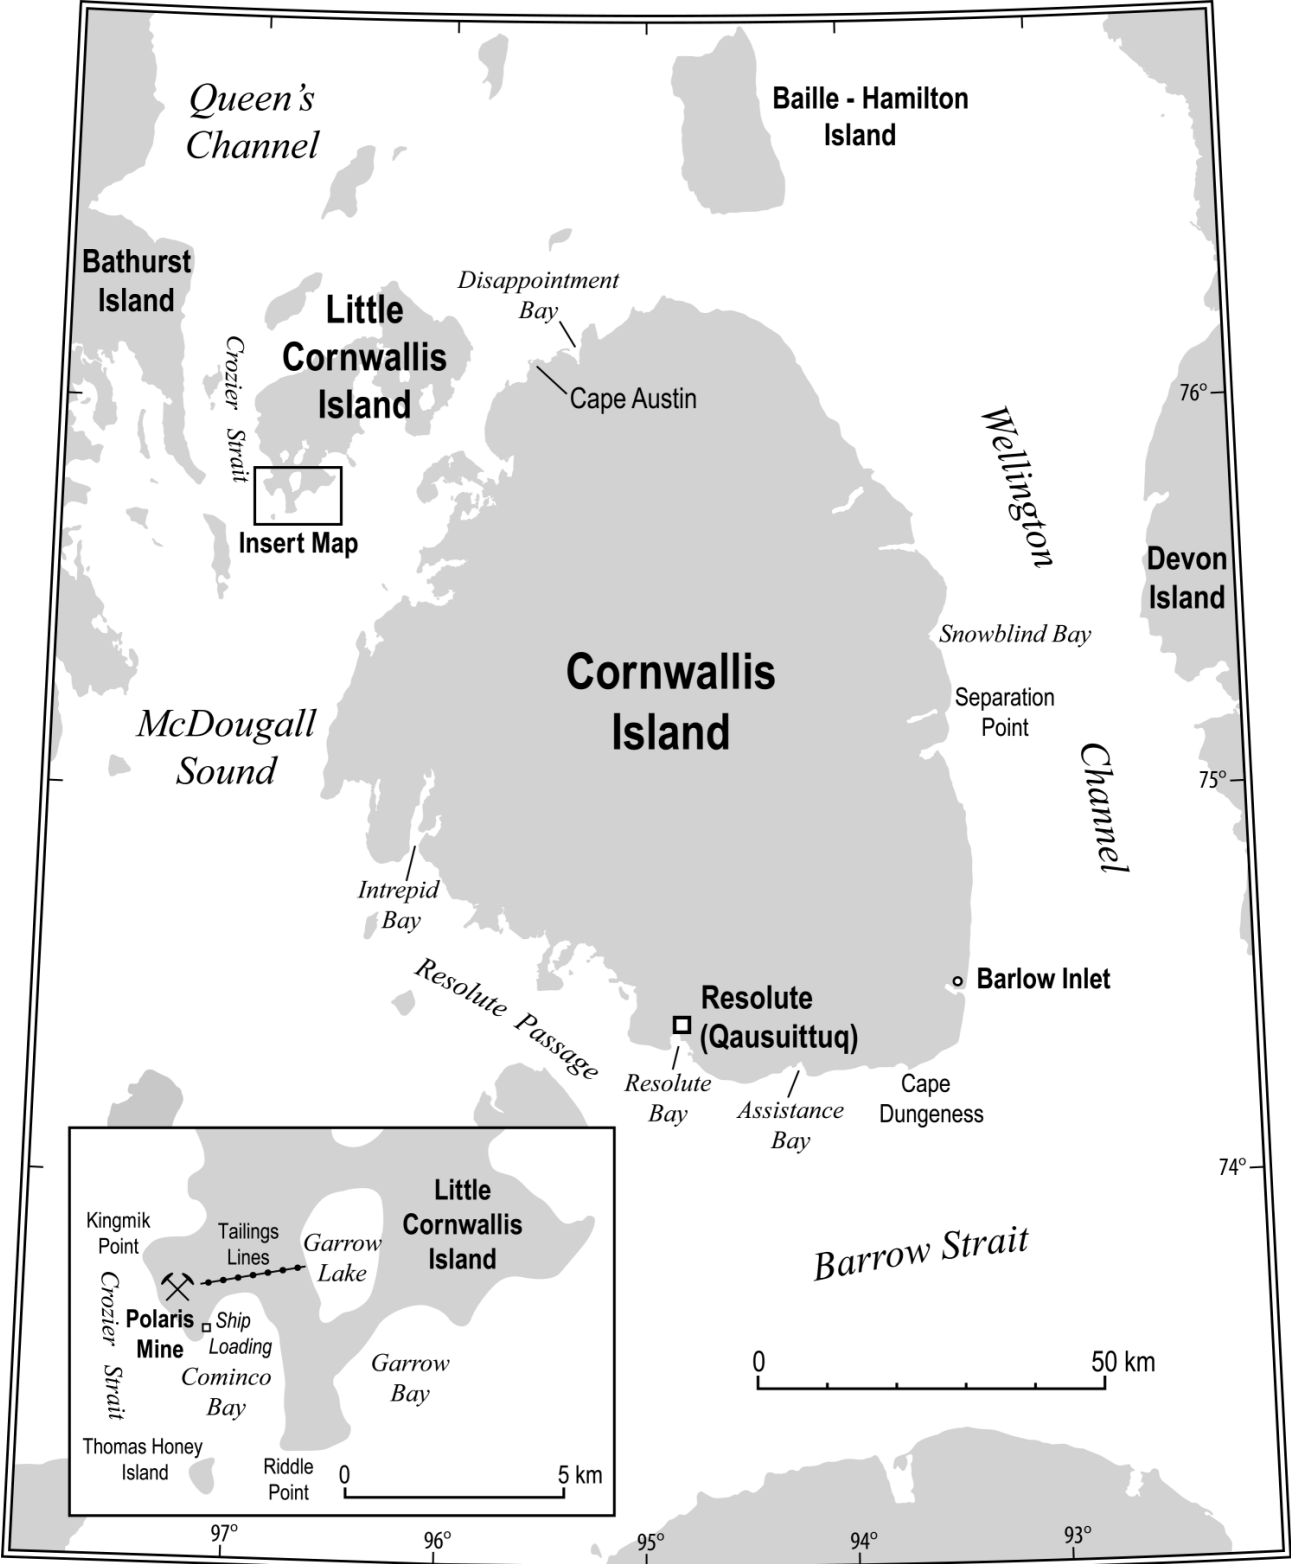 Queen's
Channel
Baille - Hamilton
Island
Bathurst
Island
Disappointment
Bay
Little
Cornwallis
Island
Crozier Strait
Cape Austin
76°
Wellington
Insert Map
Devon
Island
Snowblind Bay
Cornwallis
Island
Separation
Point
McDougall
Sound
Channel
75°
Intrepid
Bay
Resolute Passage
Barlow Inlet
Resolute
(Qausuittuq)
Resolute
Bay
Assistance
Bay
Cape
Dungeness
74°
Little
Cornwallis
Island
Kingmik
Point
Tailings
Lines
Garrow
Lake
Crozier Strait
Polaris
Mine
Ship
Loading
Cominco
Bay
Garrow
Bay
Thomas Honey
Island
Riddle
Point
0 5 km
Barrow Strait
0 50 km
97° 96° 95° 94° 93°